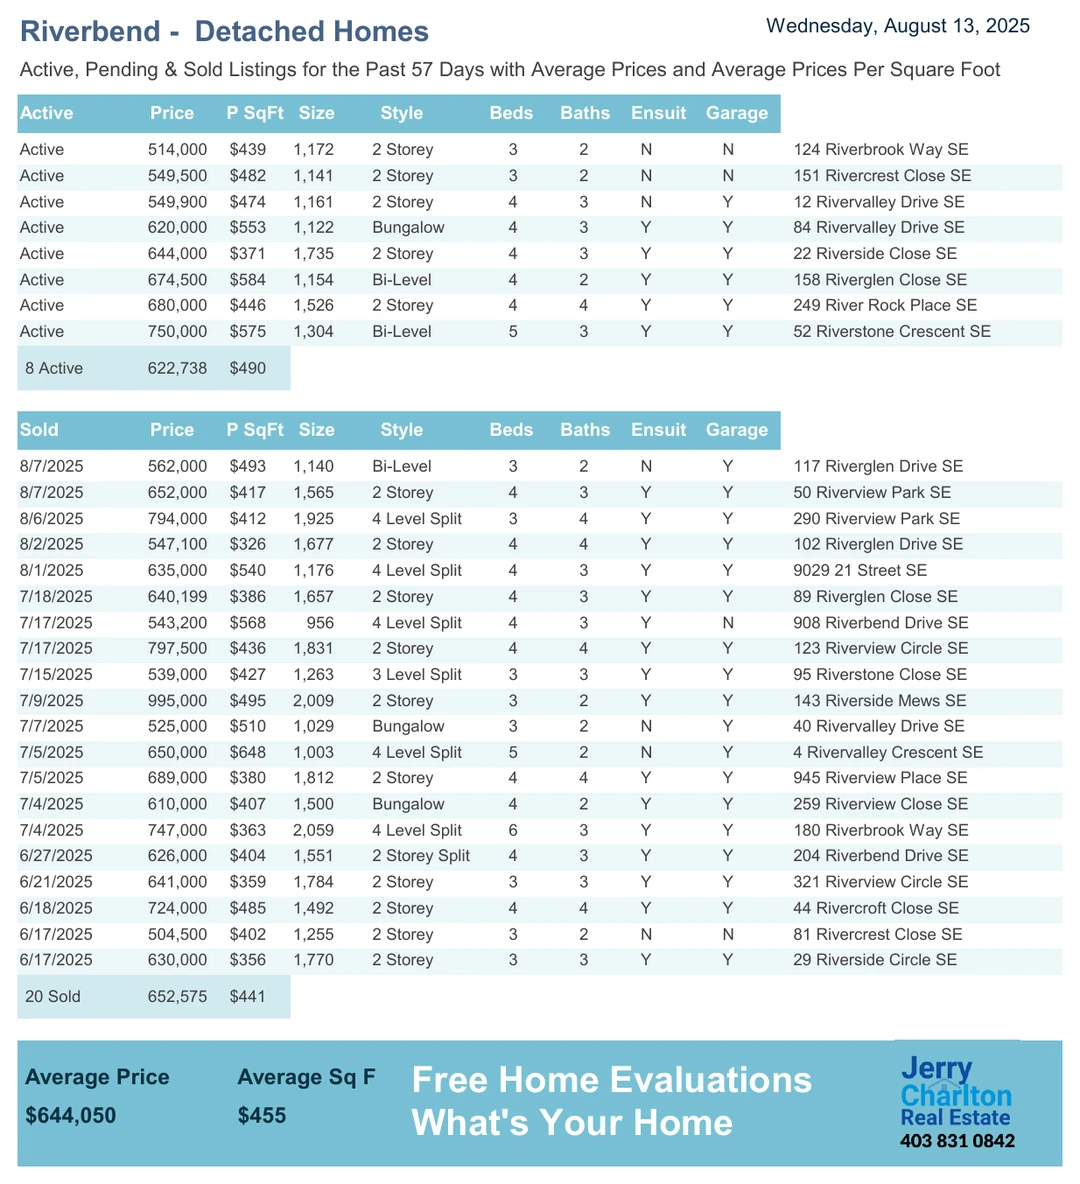 Riverbend - Detached Homes
Wednesday, August 13, 2025
Active, Pending & Sold Listings for the Past 57 Days with Average Prices and Average Prices Per Square Foot
Active Price P SqFt Size Style Beds Baths Ensuit Garage
Active 514,000 $439 1,172 2 Storey 3 2 N N 124 Riverbrook Way SE
Active 549,500 $482 1,141 2 Storey 3 2 N N 151 Rivercrest Close SE
Active 549,900 $474 1,161 2 Storey 4 3 N Y 12 Rivervalley Drive SE
Active 620,000 $553 1,122 Bungalow 4 3 Y Y 84 Rivervalley Drive SE
Active 644,000 $371 1,735 2 Storey 4 3 Y Y 22 Riverside Close SE
Active 674,500 $584 1,154 Bi-Level 4 2 Y Y 158 Riverglen Close SE
Active 680,000 $446 1,526 2 Storey 4 4 Y Y 249 River Rock Place SE
Active 750,000 $575 1,304 Bi-Level 5 3 Y Y 52 Riverstone Crescent SE
8 Active 622,738 $490
Sold Price P SqFt Size Style Beds Baths Ensuit Garage
8/7/2025 562,000 $493 1,140 Bi-Level 3 2 N Y 117 Riverglen Drive SE
8/7/2025 652,000 $417 1,565 2 Storey 4 3 Y Y 50 Riverview Park SE
8/6/2025 794,000 $412 1,925 4 Level Split 3 4 Y Y 290 Riverview Park SE
8/2/2025 547,100 $326 1,677 2 Storey 4 4 Y Y 102 Riverglen Drive SE
8/1/2025 635,000 $540 1,176 4 Level Split 4 3 Y Y 9029 21 Street SE
7/18/2025 640,199 $386 1,657 2 Storey 4 3 Y Y 89 Riverglen Close SE
7/17/2025 543,200 $568 956 4 Level Split 4 3 Y N 908 Riverbend Drive SE
7/17/2025 797,500 $436 1,831 2 Storey 4 4 Y Y 123 Riverview Circle SE
7/15/2025 539,000 $427 1,263 3 Level Split 3 3 Y Y 95 Riverstone Close SE
7/9/2025 995,000 $495 2,009 2 Storey 3 2 Y Y 143 Riverside Mews SE
7/7/2025 525,000 $510 1,029 Bungalow 3 2 N Y 40 Rivervalley Drive SE
7/5/2025 650,000 $648 1,003 4 Level Split 5 2 N Y 4 Rivervalley Crescent SE
7/5/2025 689,000 $380 1,812 2 Storey 4 4 Y Y 945 Riverview Place SE
7/4/2025 610,000 $407 1,500 Bungalow 4 2 Y Y 259 Riverview Close SE
7/4/2025 747,000 $363 2,059 4 Level Split 6 3 Y Y 180 Riverbrook Way SE
6/27/2025 626,000 $404 1,551 2 Storey Split 4 3 Y Y 204 Riverbend Drive SE
6/21/2025 641,000 $359 1,784 2 Storey 3 3 Y Y 321 Riverview Circle SE
6/18/2025 724,000 $485 1,492 2 Storey 4 4 Y Y 44 Rivercroft Close SE
6/17/2025 504,500 $402 1,255 2 Storey 3 2 N N 81 Rivercrest Close SE
6/17/2025 630,000 $356 1,770 2 Storey 3 3 Y Y 29 Riverside Circle SE
20 Sold 652,575 $441
Average Price Average Sq F
$644,050 $455
Free Home Evaluations
What's Your Home
Jerry
Charlton
Real Estate
403 831 0842